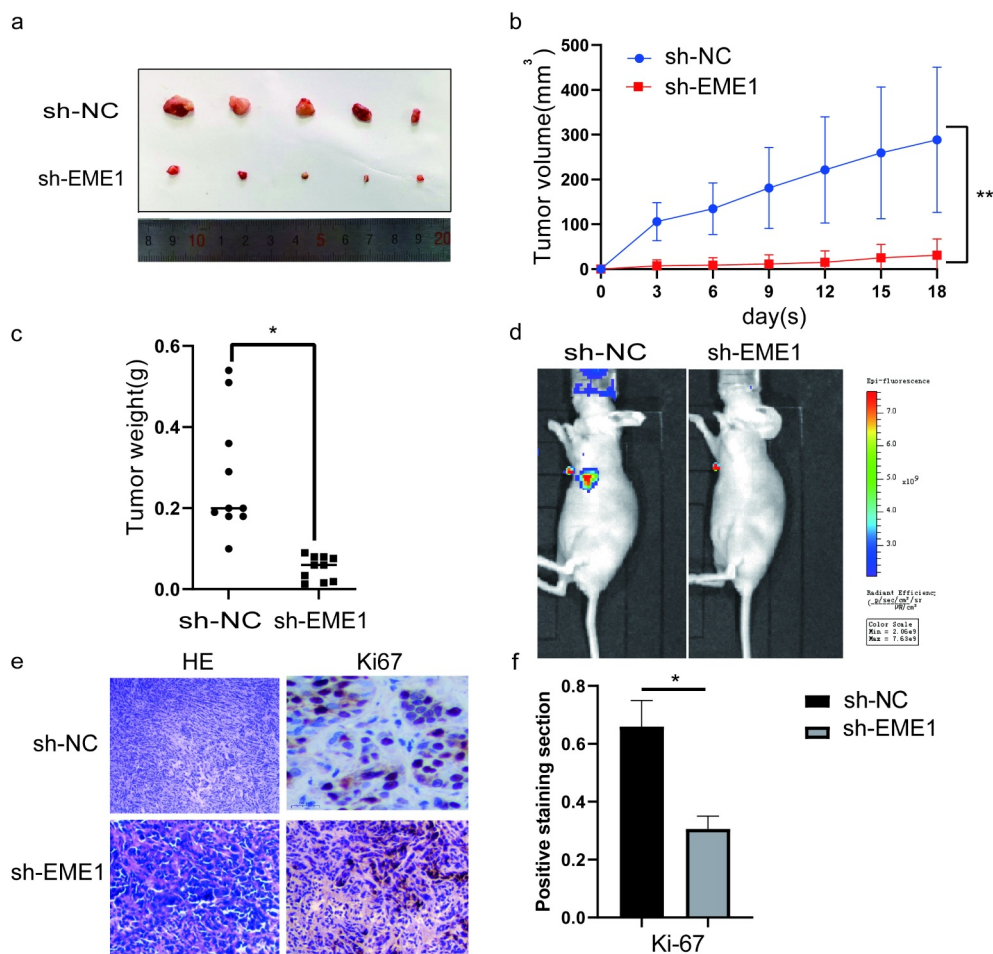 a
sh-NC
sh-EME1
8 9 10 1 2 3 4 5 6 7 8 9 20
b
500
400
300
200
100
0
Tumor volume(mm³)
sh-NC
sh-EME1
**
0 3 6 9 12 15 18
day(s)
c
*
0.6
0.4
0.2
0.0
Tumor weight(g)
sh-NC sh-EME1
d
sh-NC sh-EME1
Epi-fluorescence
7.0
6.0
5.0
x10⁹
4.0
3.0
Radiant Efficiency
(p/sec/cm²/sr
μW/cm²)
Color Scale
Min = 2.06e9
Max = 7.63e9
e
HE Ki67
sh-NC
sh-EME1
f
0.8
0.6
0.4
0.2
0.0
Positive staining section
*
Ki-67
sh-NC
sh-EME1